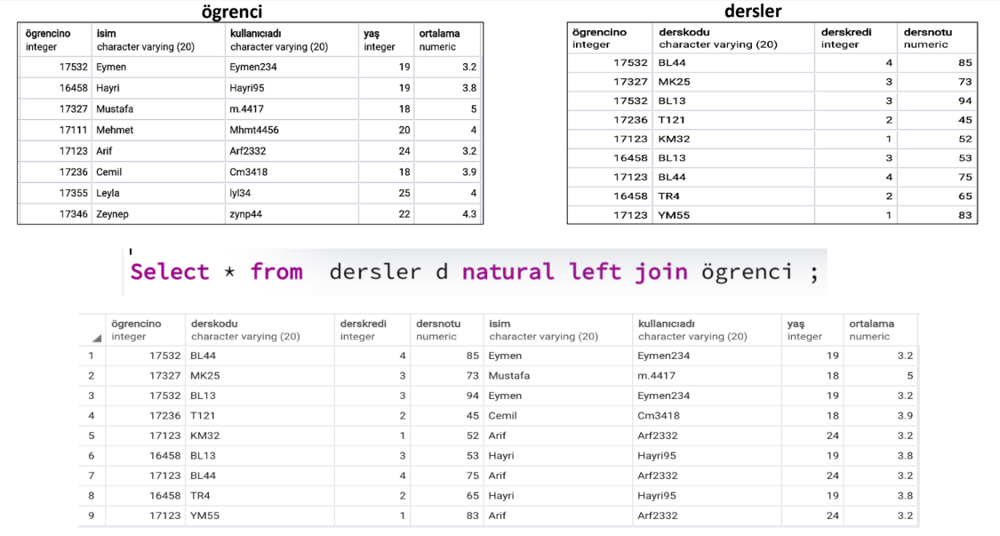 ögrenci
ögrencino isim kullanıcıadı yaş ortalama
integer character varying (20) character varying (20) integer numeric
17532 Eymen Eymen234 19 3.2
16458 Hayri Hayri95 19 3.8
17327 Mustafa m.4417 18 5
17111 Mehmet Mhmt4456 20 4
17123 Arif Arf2332 24 3.2
17236 Cemil Cm3418 18 3.9
17355 Leyla lyl34 25 4
17346 Zeynep zynp44 22 4.3
dersler
ögrencino derskodu derskredi dersnotu
integer character varying (20) integer numeric
17532 BL44 4 85
17327 MK25 3 73
17532 BL13 3 94
17236 T121 2 45
17123 KM32 1 52
16458 BL13 3 53
17123 BL44 4 75
16458 TR4 2 65
17123 YM55 1 83
Select * from dersler d natural left join ögrenci ;
ögrencino derskodu derskredi dersnotu isim kullanıcıadı yaş ortalama
integer character varying (20) integer numeric character varying (20) character varying (20) integer numeric
1 17532 BL44 4 85 Eymen Eymen234 19 3.2
2 17327 MK25 3 73 Mustafa m.4417 18 5
3 17532 BL13 3 94 Eymen Eymen234 19 3.2
4 17236 T121 2 45 Cemil Cm3418 18 3.9
5 17123 KM32 1 52 Arif Arf2332 24 3.2
6 16458 BL13 3 53 Hayri Hayri95 19 3.8
7 17123 BL44 4 75 Arif Arf2332 24 3.2
8 16458 TR4 2 65 Hayri Hayri95 19 3.8
9 17123 YM55 1 83 Arif Arf2332 24 3.2